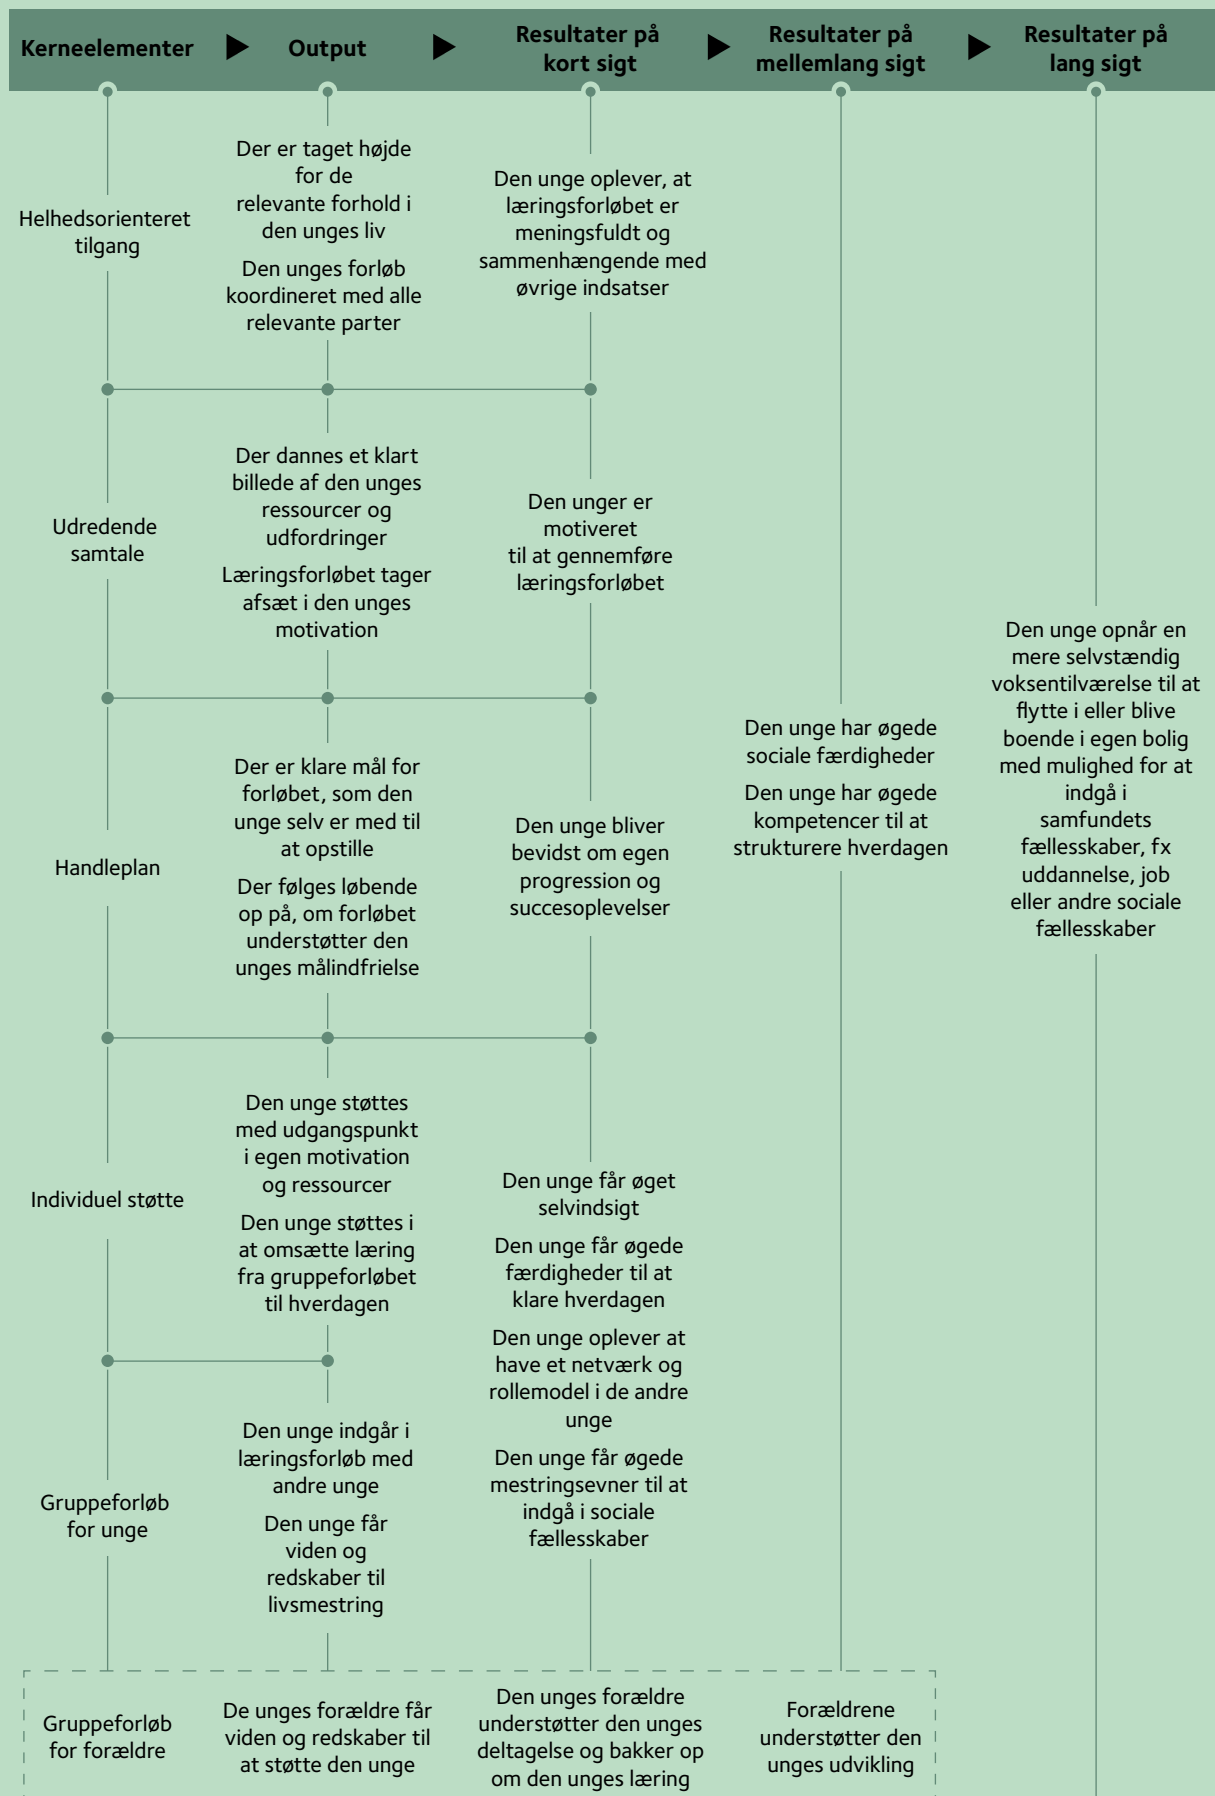 Kerneelementer
Output
Resultater på
kort sigt
Resultater på
mellemlang sigt
Resultater på
lang sigt
Helhedsorienteret
tilgang
Der er taget højde
for de
relevante forhold i
den unges liv
Den unges forløb
koordineret med alle
relevante parter
Den unge oplever, at
læringsforløbet er
meningsfuldt og
sammenhængende med
øvrige indsatser
Udredende
samtale
Der dannes et klart
billede af den unges
ressourcer og
udfordringer
Læringsforløbet tager
afsæt i den unges
motivation
Den unger er
motiveret
til at gennemføre
læringsforløbet
Handleplan
Der er klare mål for
forløbet, som den
unge selv er med til
at opstille
Der følges løbende
op på, om forløbet
understøtter den
unges målindfrielse
Den unge bliver
bevidst om egen
progression og
succesoplevelser
Individuel støtte
Den unge støttes
med udgangspunkt
i egen motivation
og ressourcer
Den unge støttes i
at omsætte læring
fra gruppeforløbet
til hverdagen
Gruppeforløb
for unge
Den unge indgår i
læringsforløb med
andre unge
Den unge får
viden og
redskaber til
livsmestring
Den unge får øget
selvindsigt
Den unge får øgede
færdigheder til at
klare hverdagen
Den unge oplever at
have et netværk og
rollemodel i de andre
unge
Den unge får øgede
mestringsevner til at
indgå i sociale
fællesskaber
Den unge har øgede
sociale færdigheder
Den unge har øgede
kompetencer til at
strukturere hverdagen
Den unge opnår en
mere selvstændig
voksentilværelse til at
flytte i eller blive
boende i egen bolig
med mulighed for at
indgå i
samfundets
fællesskaber, fx
uddannelse, job
eller andre sociale
fællesskaber
Gruppeforløb
for forældre
De unges forældre får
viden og redskaber til
at støtte den unge
Den unges forældre
understøtter den unges
deltagelse og bakker op
om den unges læring
Forældrene
understøtter den
unges udvikling